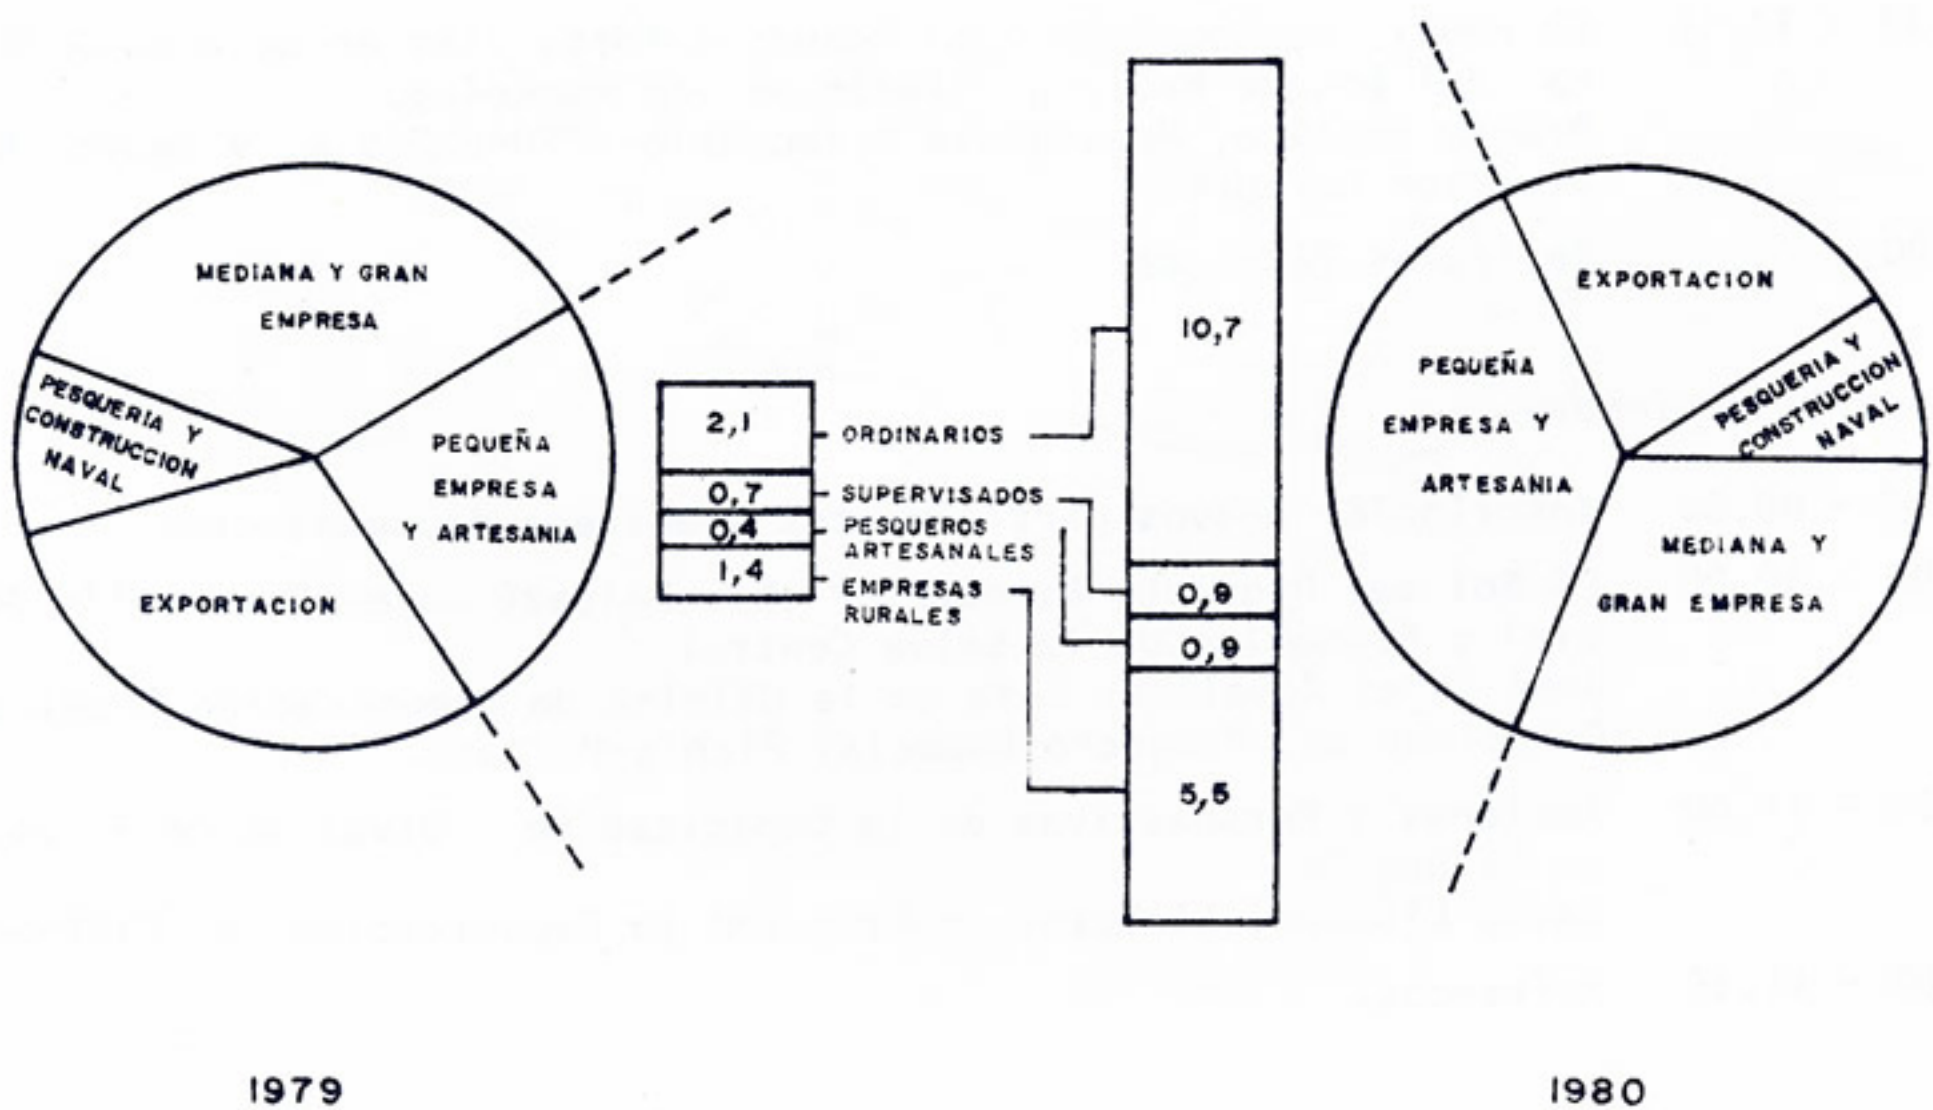 MEDIANA Y GRAN
EMPRESA
PESQUERIA Y
CONSTRUCCION
NAVAL
PEQUEÑA
EMPRESA
Y ARTESANIA
EXPORTACION
2,1
0,7
0,4
1,4
ORDINARIOS
SUPERVISADOS
PESQUEROS
ARTESANALES
EMPRESAS
RURALES
10,7
0,9
0,9
5,5
EXPORTACION
PESQUERIA Y
CONSTRUCCION
NAVAL
PEQUEÑA
EMPRESA Y
ARTESANIA
MEDIANA Y
GRAN EMPRESA
1979
1980